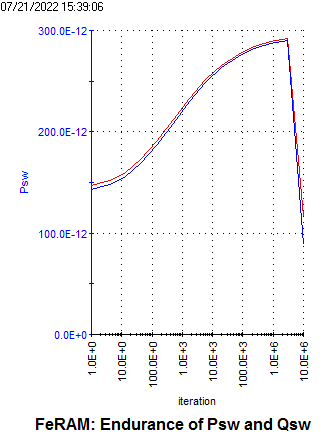 07/21/2022 15:39:06
300.0E-12
200.0E-12
Psw
100.0E-12
0.0E+0
1.0E+0
10.0E+0
100.0E+0
1.0E+3
10.0E+3
100.0E+3
1.0E+6
10.0E+6
iteration
FeRAM: Endurance of Psw and Qsw